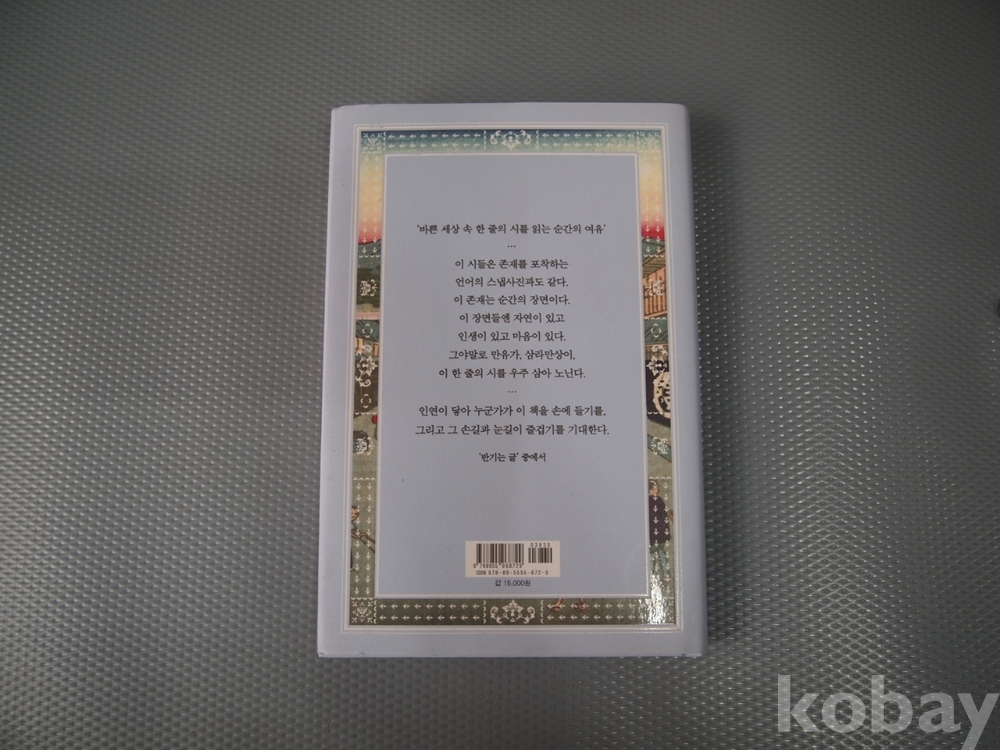 '바쁜 세상 속 한 줄의 시를 읽는 순간의 여유'
...
이 시들은 존재를 포착하는
언어의 스냅사진과도 같다.
이 존재는 순간의 장면이다.
이 장면들엔 자연이 있고
인생이 있고 마음이 있다.
그야말로 만유가, 삼라만상이,
이 한 줄의 시를 우주 삼아 노닌다.
...
인연이 닿아 누군가가 이 책을 손에 들기를,
그리고 그 손길과 눈길이 즐겁기를 기대한다.
'반기는 글' 중에서
03830
ISBN 978-89-5596-872-9
값 15,000원
kobay